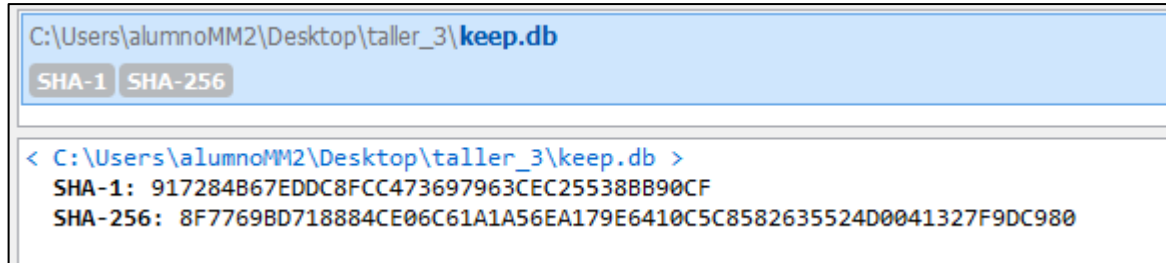 C:\Users\alumnoMM2\Desktop\taller_3\keep.db
SHA-1 SHA-256
< C:\Users\alumnoMM2\Desktop\taller_3\keep.db >
SHA-1: 917284B67EDDC8FCC473697963CEC25538BB90CF
SHA-256: 8F7769BD718884CE06C61A1A56EA179E6410C5C8582635524D0041327F9DC980